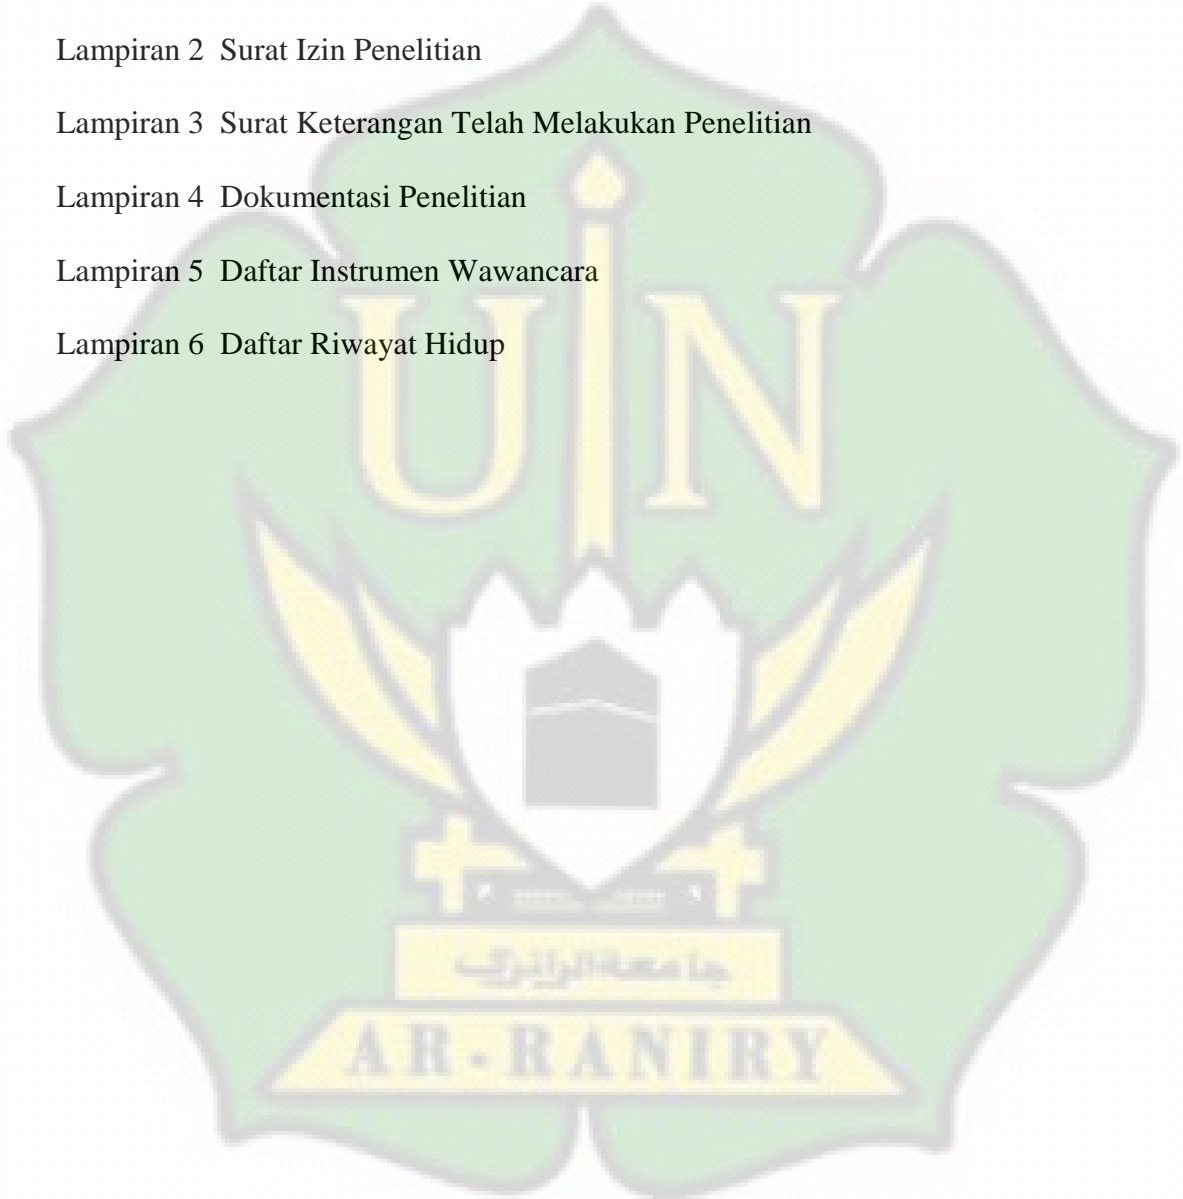 Lampiran 2 Surat Izin Penelitian
Lampiran 3 Surat Keterangan Telah Melakukan Penelitian
Lampiran 4 Dokumentasi Penelitian
Lampiran 5 Daftar Instrumen Wawancara
Lampiran 6 Daftar Riwayat Hidup
UIN
جامعة الرانري
AR-RANIRY